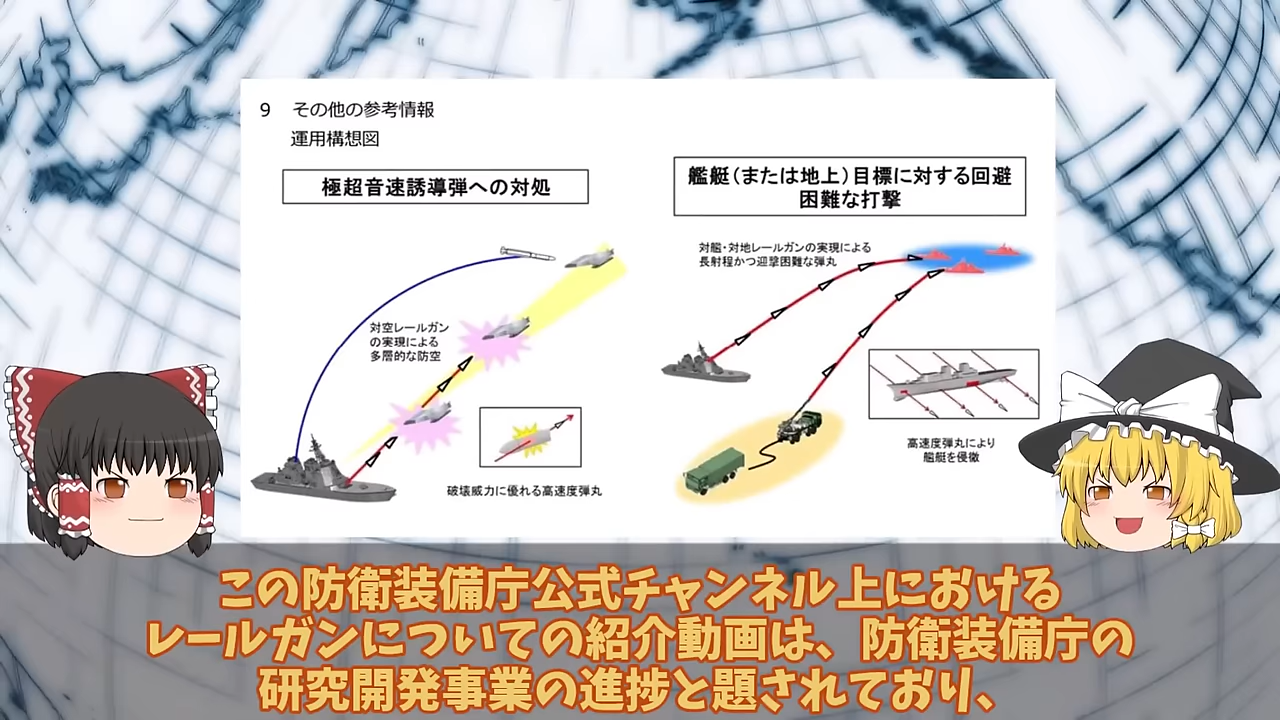 9 その他の参考情報
運用構想図
極超音速誘導弾への対処
対空レールガン
の実現による
多層的な防空
破壊威力に優れる高速度弾丸
艦艇(または地上)目標に対する回避
困難な打撃
対艦・対地レールガンの実現による
長射程かつ迎撃困難な弾丸
高速度弾丸により
艦艇を侵徹
この防衛装備庁公式チャンネル上における
レールガンについての紹介動画は、防衛装備庁の
研究開発事業の進捗と題されており、